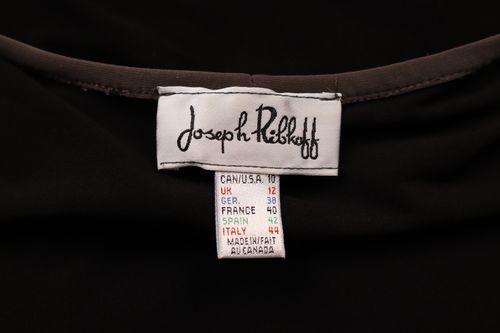 Joseph Ribkoff
CAN/U.S.A. 10
UK 12
GER. 38
FRANCE 40
SPAIN 42
ITALY 44
MADE IN/FAIT
AU CANADA